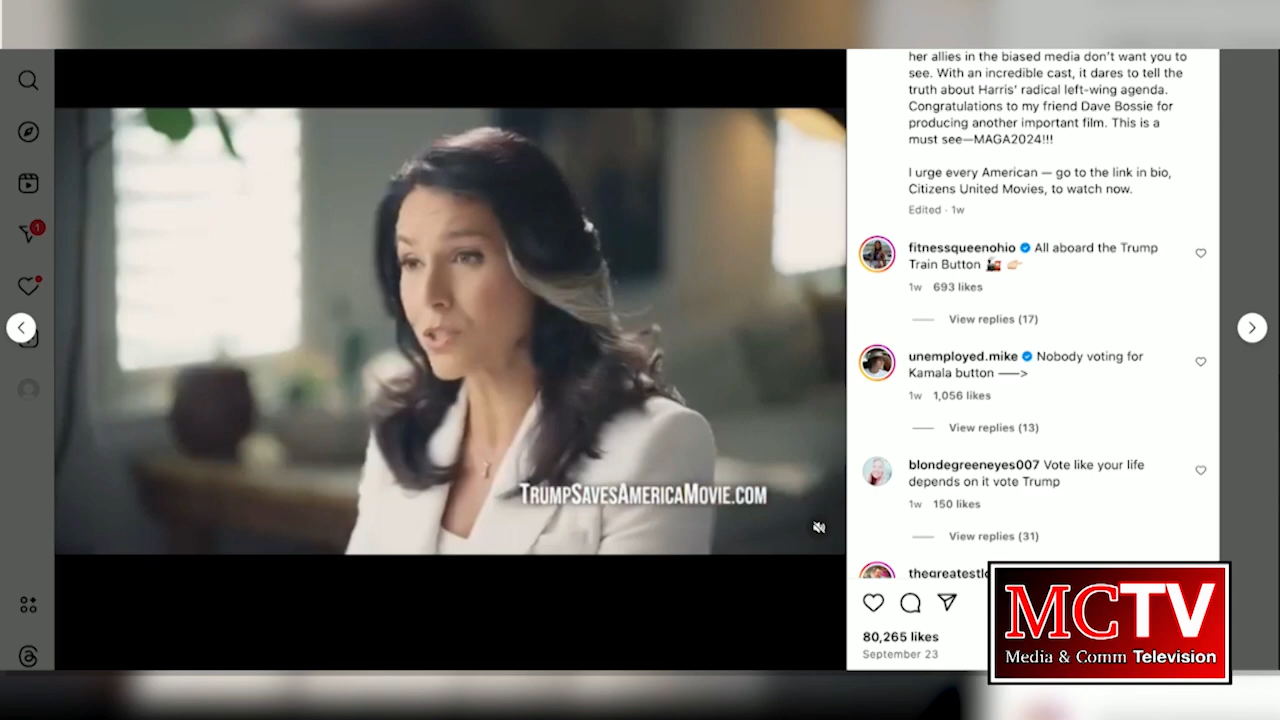 her allies in the biased media don't want you to
see. With an incredible cast, it dares to tell the
truth about Harris' radical left-wing agenda.
Congratulations to my friend Dave Bossie for
producing another important film. This is a
must see—MAGA2024!!!
I urge every American — go to the link in bio,
Citizens United Movies, to watch now.
Edited · 1w
fitnessqueenohio All aboard the Trump
Train Button 🚂 👉🏻
1w 693 likes
View replies (17)
unemployed.mike Nobody voting for
Kamala button ——>
1w 1,056 likes
View replies (13)
blondegreeneyes007 Vote like your life
depends on it vote Trump
1w 150 likes
View replies (31)
80,265 likes
September 23
1
TRUMPSAVESAMERICAMOVIE.COM
MCTV
Media & Comm Television